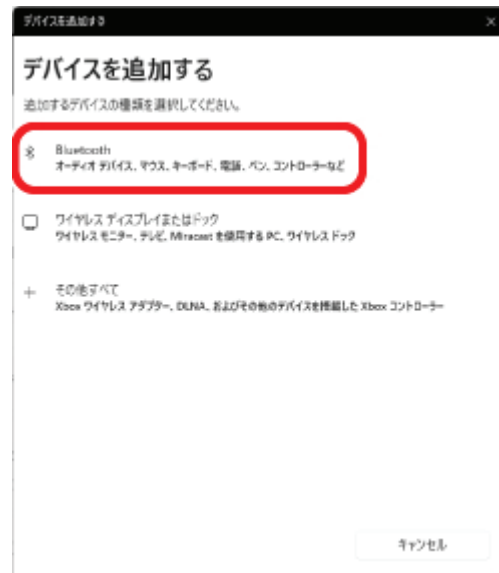 デバイスを追加する
デバイスを追加する
追加するデバイスの種類を選択してください。
Bluetooth
オーディオ デバイス、マウス、キーボード、電話、ペン、コントローラーなど
ワイヤレス ディスプレイまたはドック
ワイヤレス モニター、テレビ、Miracast を使用する PC、ワイヤレス ドック
その他すべて
Xbox ワイヤレス アダプター、DLNA、およびその他のデバイスを搭載した Xbox コントローラー
キャンセル